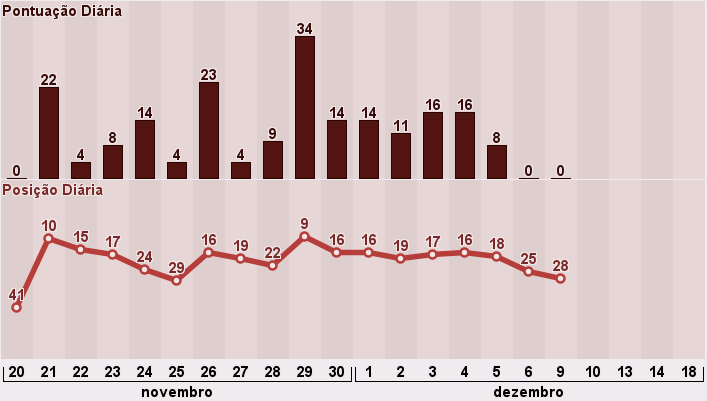 Pontuação Diária
0 22 4 8 14 4 23 4 9 34 14 14 11 16 16 8 0 0
Posição Diária
41 10 15 17 24 29 16 19 22 9 16 16 19 17 16 18 25 28
20 21 22 23 24 25 26 27 28 29 30 1 2 3 4 5 6 9 10 13 14 18
novembro dezembro